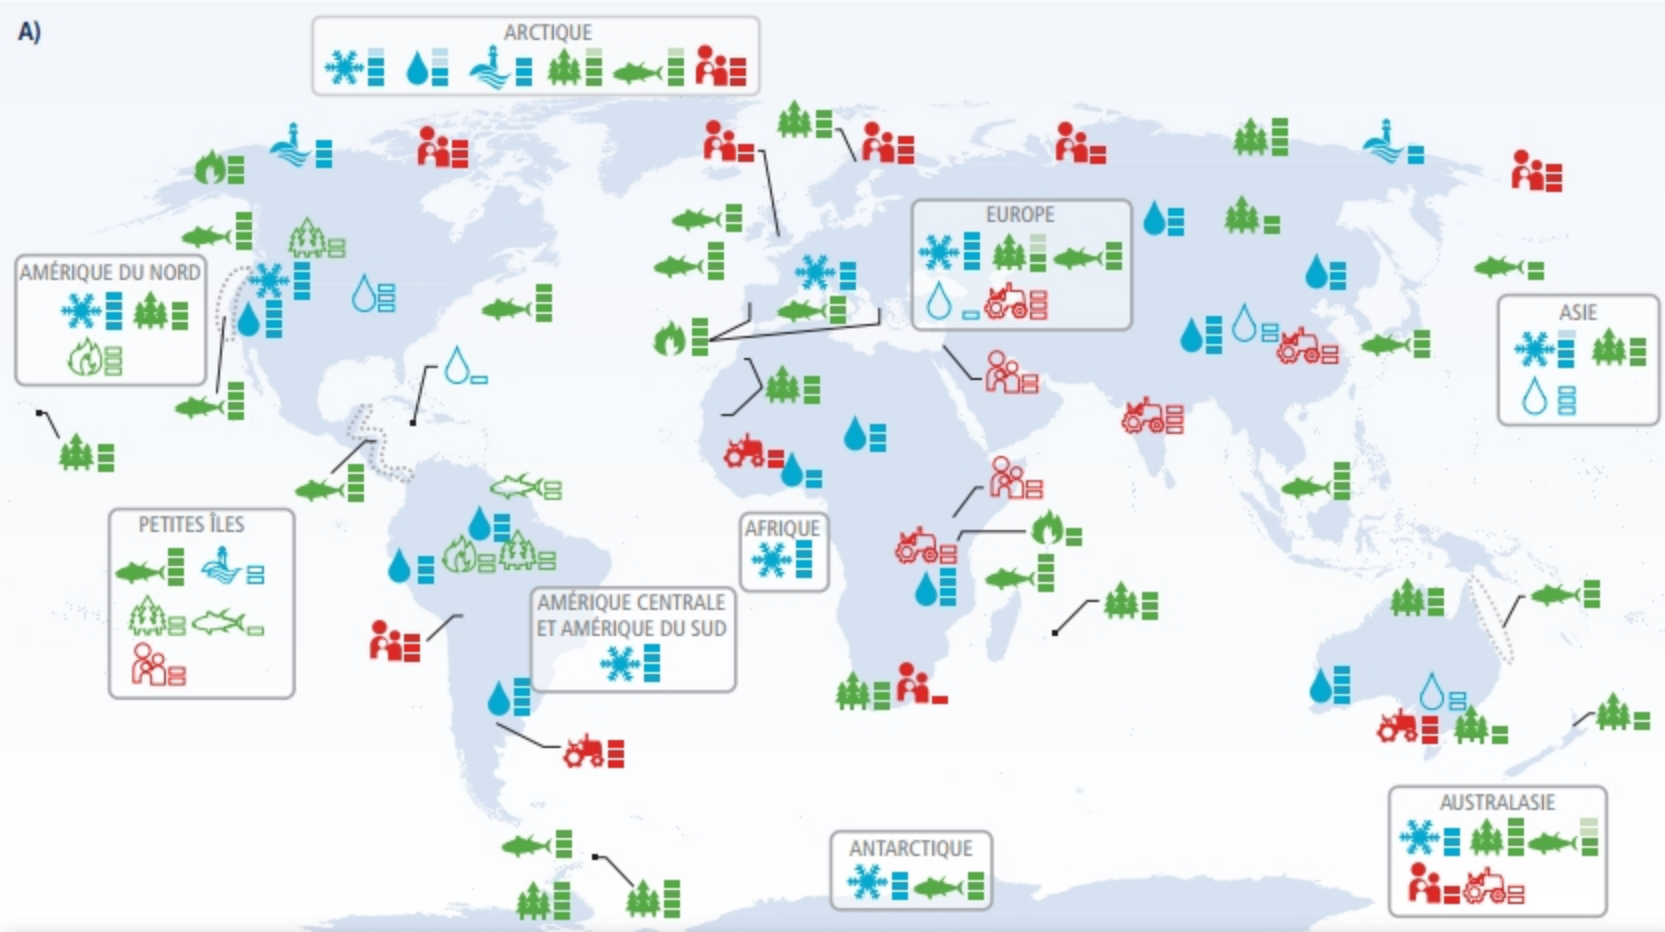 A)
ARCTIQUE
EUROPE
AMÉRIQUE DU NORD
ASIE
PETITES ÎLES
AFRIQUE
AMÉRIQUE CENTRALE
ET AMÉRIQUE DU SUD
AUSTRALASIE
ANTARCTIQUE